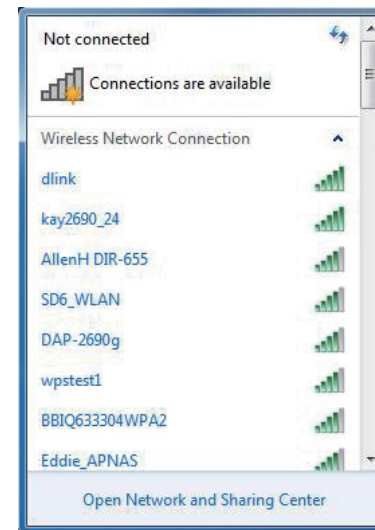 Not connected
Connections are available
Wireless Network Connection
dlink
kay2690_24
AllenH DIR-655
SD6_WLAN
DAP-2690g
wpstest1
BBIQ633304WPA2
Eddie_APNAS
Open Network and Sharing Center